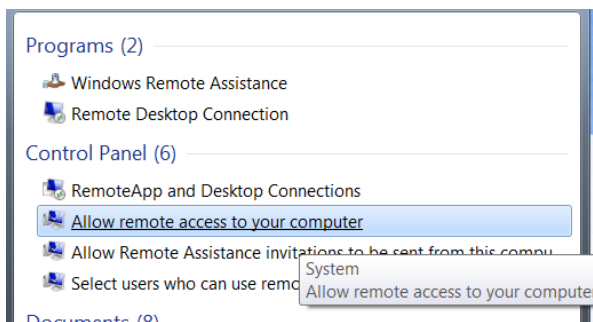 Programs (2)
Windows Remote Assistance
Remote Desktop Connection
Control Panel (6)
RemoteApp and Desktop Connections
Allow remote access to your computer
Allow Remote Assistance invitations to be sent from this compu
Select users who can use remo
System
Allow remote access to your computer
Documents (8)